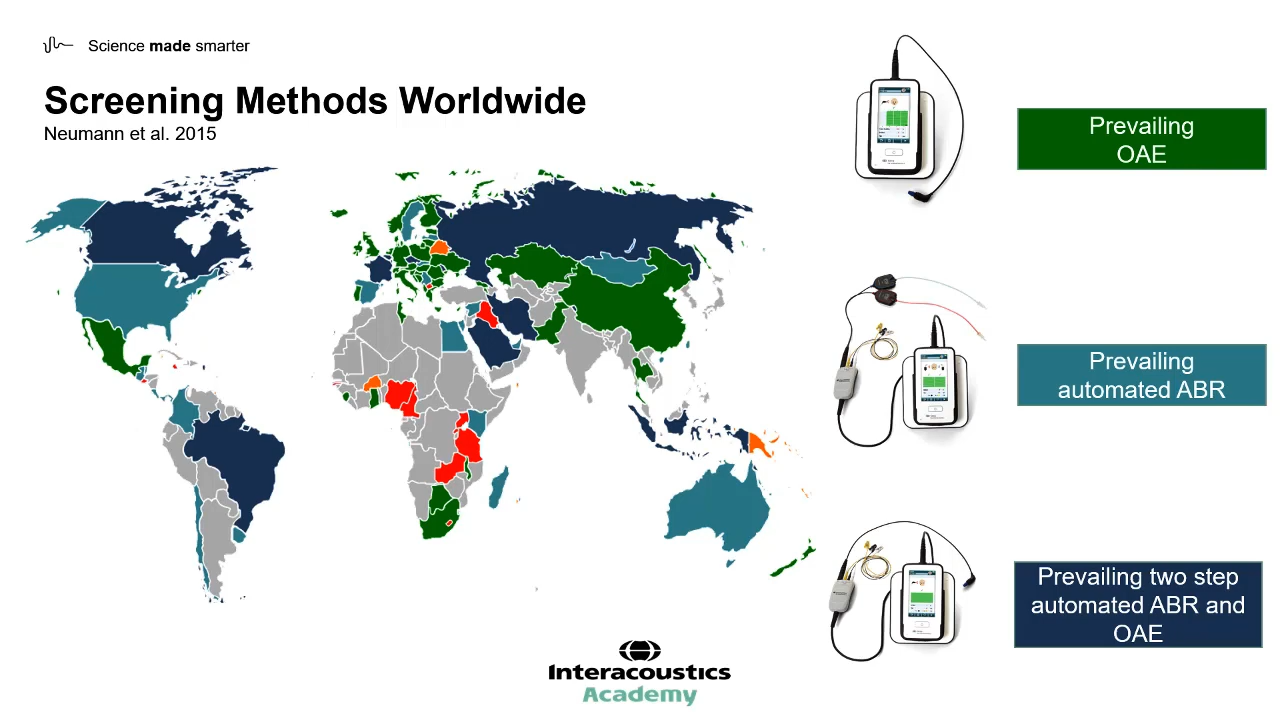 Science made smarter
Screening Methods Worldwide
Neumann et al. 2015
Prevailing
OAE
Prevailing
automated ABR
Prevailing two step
automated ABR and
OAE
Interacoustics
Academy